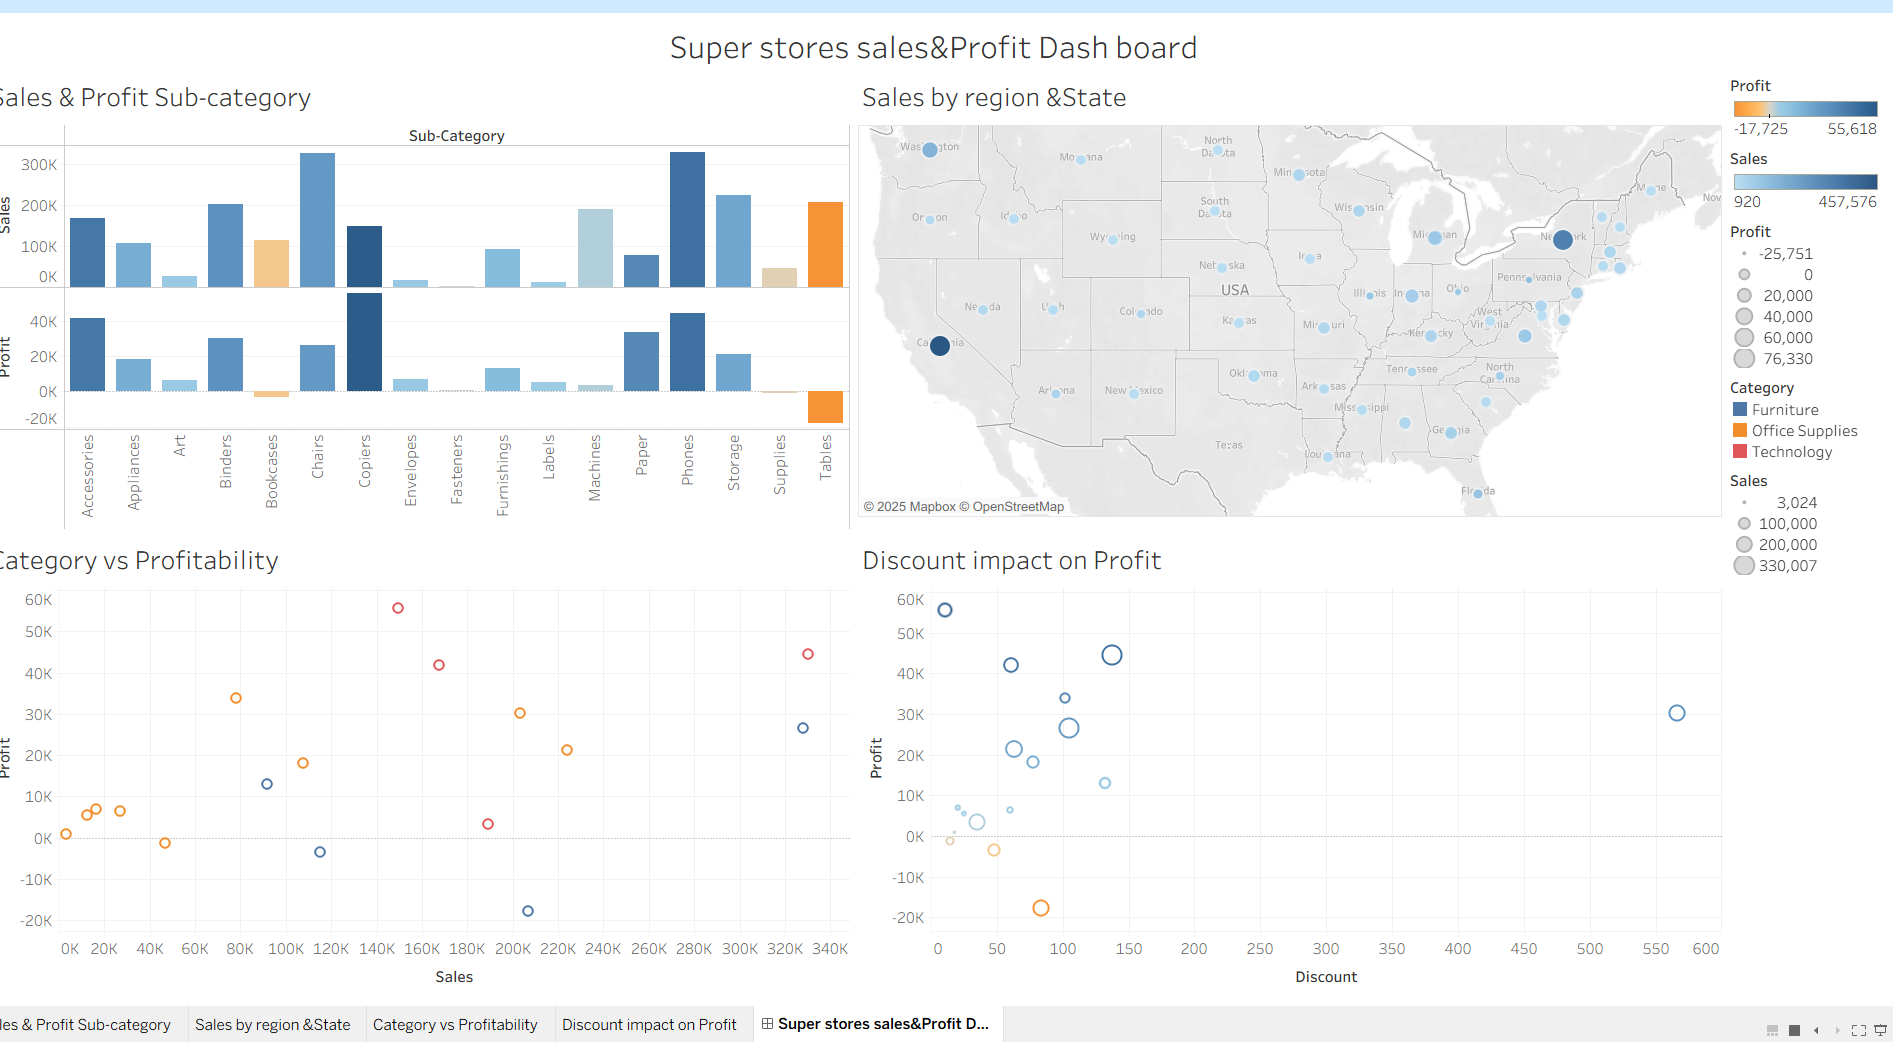 Super stores sales&Profit Dash board
Sales & Profit Sub-category
Sub-Category
Sales
300K
200K
100K
0K
Profit
40K
20K
0K
-20K
Accessories
Appliances
Art
Binders
Bookcases
Chairs
Copiers
Envelopes
Fasteners
Furnishings
Labels
Machines
Paper
Phones
Storage
Supplies
Tables
Sales by region &State
Washington
Montana
North
Dakota
Minnesota
Maine
Nov
Oregon
Idaho
South
Dakota
Wisconsin
Wyoming
Michigan
New York
Nebraska
Iowa
USA
Pennsylvania
Nevada
Utah
Colorado
Kansas
Illinois
Indiana
Ohio
Missouri
West
Virginia
California
Kentucky
Arizona
New Mexico
Oklahoma
Arkansas
Tennessee
North
Carolina
Mississippi
Texas
Louisiana
Georgia
Florida
© 2025 Mapbox © OpenStreetMap
Profit
-17,725 55,618
Sales
920 457,576
Profit
-25,751
0
20,000
40,000
60,000
76,330
Category
Furniture
Office Supplies
Technology
Sales
3,024
100,000
200,000
330,007
Category vs Profitability
Profit
60K
50K
40K
30K
20K
10K
0K
-10K
-20K
0K 20K 40K 60K 80K 100K 120K 140K 160K 180K 200K 220K 240K 260K 280K 300K 320K 340K
Sales
Discount impact on Profit
Profit
60K
50K
40K
30K
20K
10K
0K
-10K
-20K
0 50 100 150 200 250 300 350 400 450 500 550 600
Discount
les & Profit Sub-category Sales by region &State Category vs Profitability Discount impact on Profit Super stores sales&Profit D...